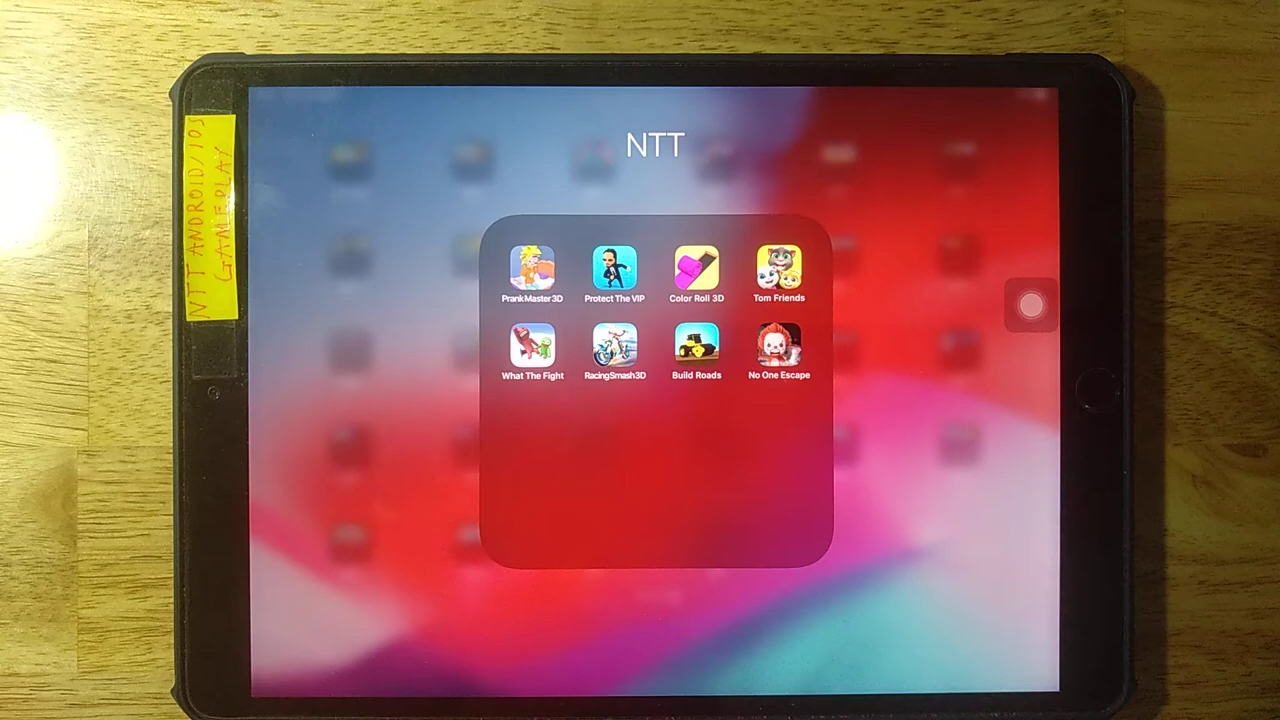 NTT ANDROID/IOS
GAMEPLAY
NTT
PrankMaster3D
Protect The VIP
Color Roll 3D
Tom Friends
What The Fight
RacingSmash3D
Build Roads
No One Escape